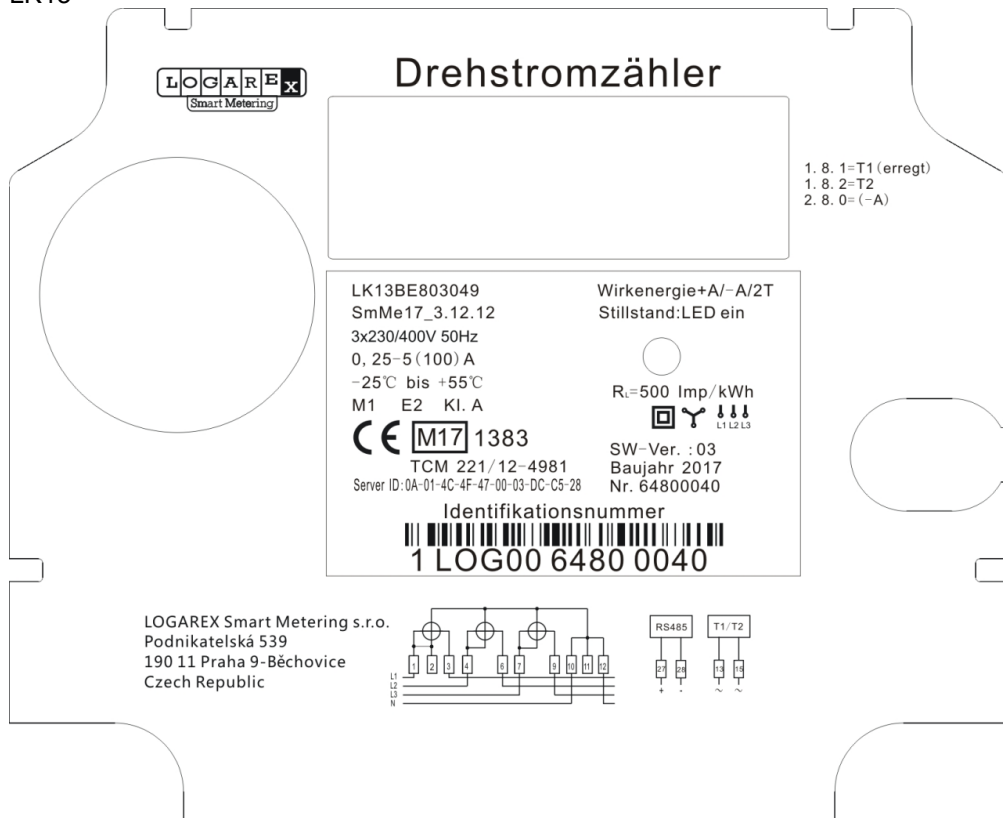 LOGAREX
Smart Metering
Drehstromzähler
1. 8. 1=T1(erregt)
1. 8. 2=T2
2. 8. 0=(-A)
LK13BE803049
SmMe17_3.12.12
3x230/400V 50Hz
0, 25-5(100)A
-25℃ bis +55℃
M1 E2 Kl. A
CE M17 1383
TCM 221/12-4981
Server ID:0A-01-4C-4F-47-00-03-DC-C5-28
Wirkenergie+A/-A/2T
Stillstand:LED ein
RL=500 Imp/kWh
L1 L2 L3
SW-Ver. :03
Baujahr 2017
Nr. 64800040
Identifikationsnummer
1 LOG00 6480 0040
LOGAREX Smart Metering s.r.o.
Podnikatelská 539
190 11 Praha 9-Běchovice
Czech Republic
1 2 3 4 6 7 9 10 11 12
L1
L2
L3
N
RS485 T1/T2
27 28 13 15
+ - ~ ~